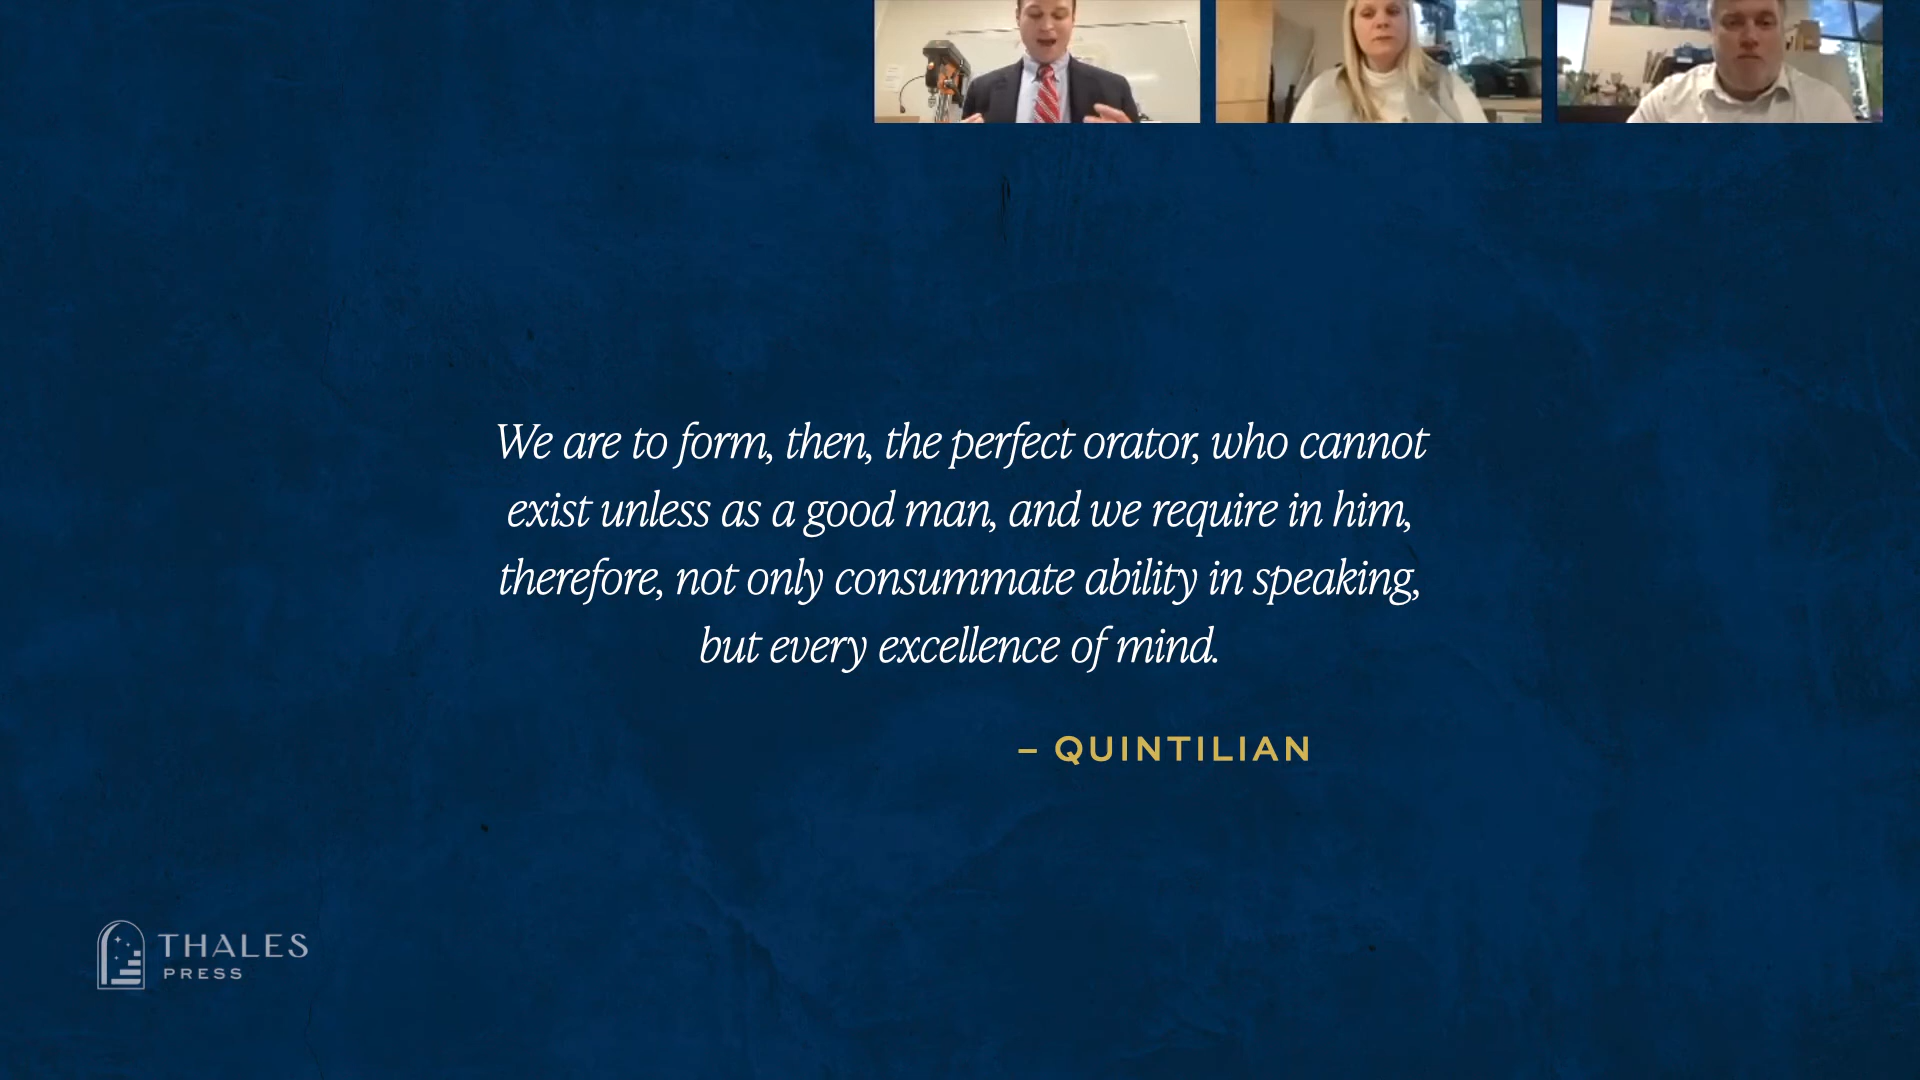 We are to form, then, the perfect orator, who cannot
exist unless as a good man, and we require in him,
therefore, not only consummate ability in speaking,
but every excellence of mind.
– QUINTILIAN
THALES
PRESS